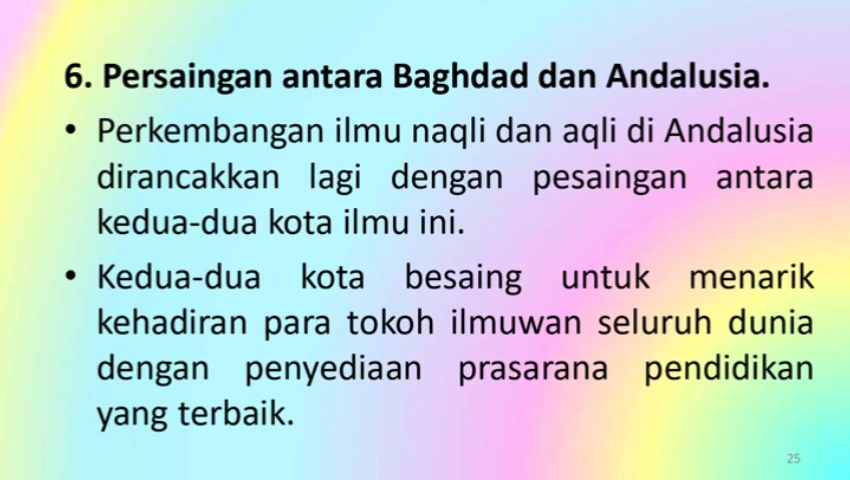 6. Persaingan antara Baghdad dan Andalusia.
• Perkembangan ilmu naqli dan aqli di Andalusia
dirancakkan lagi dengan pesaingan antara
kedua-dua kota ilmu ini.
• Kedua-dua kota besaing untuk menarik
kehadiran para tokoh ilmuwan seluruh dunia
dengan penyediaan prasarana pendidikan
yang terbaik.
25